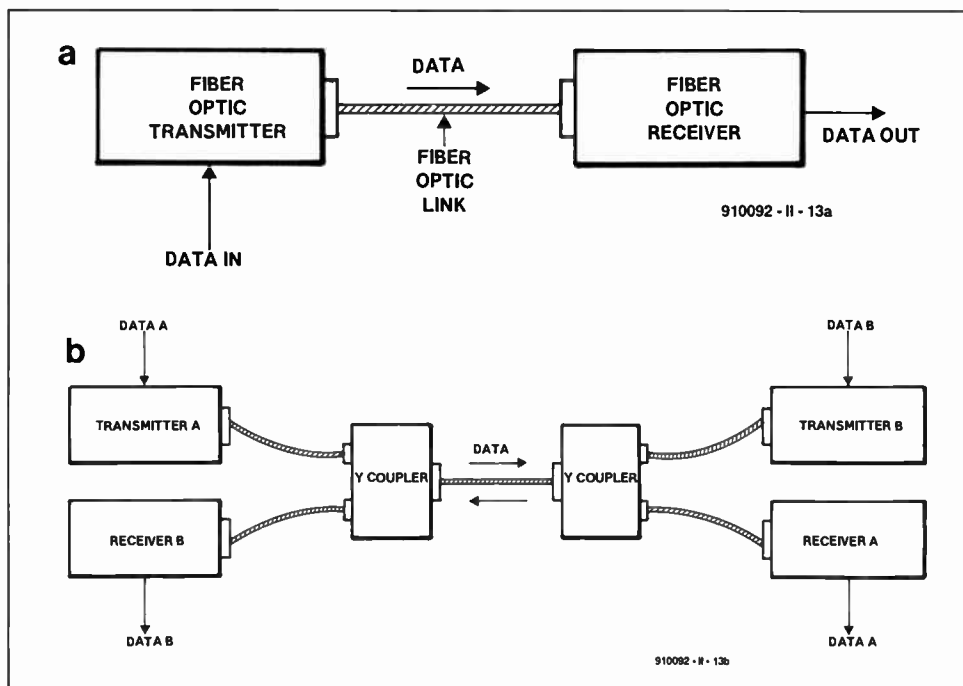 a
FIBER
OPTIC
TRANSMITTER
DATA
FIBER
OPTIC
LINK
FIBER
OPTIC
RECEIVER
DATA OUT
DATA IN
910092 - II - 13a
b
DATA A
DATA B
TRANSMITTER A
Y COUPLER
DATA
Y COUPLER
TRANSMITTER B
RECEIVER B
RECEIVER A
DATA B
DATA A
910092 - II - 13b